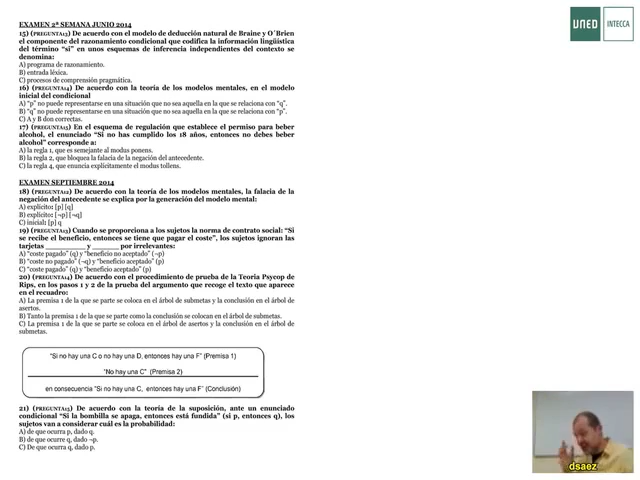 EXAMEN 2ª SEMANA JUNIO 2014
15) (PREGUNTA13) De acuerdo con el modelo de deducción natural de Braine y O´Brien
el componente del razonamiento condicional que codifica la información lingüística
del término “si” en unos esquemas de inferencia independientes del contexto se
denomina:
A) programa de razonamiento.
B) entrada léxica.
C) procesos de comprensión pragmática.
16) (PREGUNTA14) De acuerdo con la teoría de los modelos mentales, en el modelo
inicial del condicional
A) “p” no puede representarse en una situación que no sea aquella en la que se relaciona con “q”.
B) “q” no puede representarse en una situación que no sea aquella en la que se relaciona con “p”.
C) A y B don correctas.
17) (PREGUNTA15) En el esquema de regulación que establece el permiso para beber
alcohol, el enunciado “Si no has cumplido los 18 años, entonces no debes beber
alcohol” corresponde a:
A) la regla 1, que es semejante al modus ponens.
B) la regla 2, que bloquea la falacia de la negación del antecedente.
C) la regla 4, que enuncia explícitamente el modus tollens.
EXAMEN SEPTIEMBRE 2014
18) (PREGUNTA12) De acuerdo con la teoría de los modelos mentales, la falacia de la
negación del antecedente se explica por la generación del modelo mental:
A) explícito: [p] [q]
B) explícito: [¬p] [¬q]
C) inicial: [p] q
19) (PREGUNTA13) Cuando se proporciona a los sujetos la norma de contrato social: “Si
se recibe el beneficio, entonces se tiene que pagar el coste”, los sujetos ignoran las
tarjetas _________ y ______ por irrelevantes:
A) “coste pagado” (q) y “beneficio no aceptado” (¬p)
B) “coste no pagado” (¬q) y “beneficio aceptado” (p)
C) “coste pagado” (q) y “beneficio aceptado” (p)
20) (PREGUNTA14) De acuerdo con el procedimiento de prueba de la Teoría Psycop de
Rips, en los pasos 1 y 2 de la prueba del argumento que recoge el texto que aparece
en el recuadro:
A) La premisa 1 de la que se parte se coloca en el árbol de submetas y la conclusión en el árbol de
asertos.
B) Tanto la premisa 1 de la que se parte como la conclusión se colocan en el árbol de submetas.
C) La premisa 1 de la que se parte se coloca en el árbol de asertos y la conclusión en el árbol de
submetas.
“Si no hay una C o no hay una D, entonces hay una F” (Premisa 1)
“No hay una C” (Premisa 2)
en consecuencia “Si no hay una C, entonces hay una F” (Conclusión)
21) (PREGUNTA15) De acuerdo con la teoría de la suposición, ante un enunciado
condicional “Si la bombilla se apaga, entonces está fundida” (si p, entonces q), los
sujetos van a considerar cuál es la probabilidad:
A) de que ocurra p, dado q.
B) de que ocurre q, dado ¬p.
C) De que ocurra q, dado p.
UNED
INTECCA
dsaez